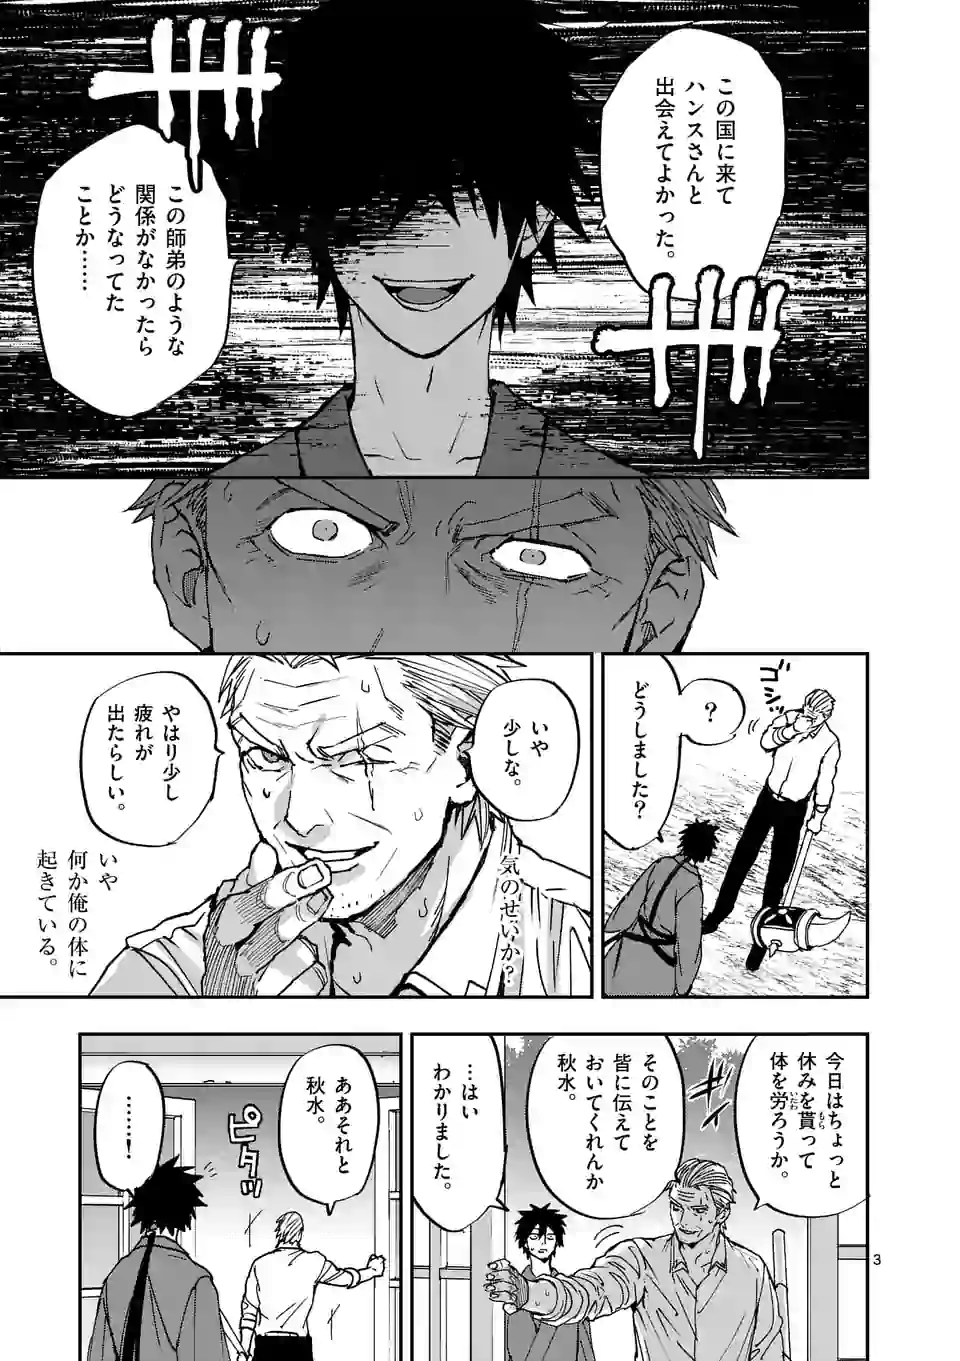 この国に来て
ハンスさんと
出会えてよかった。
この師弟のような
関係がなかったら
どうなってた
ことか……
ゴシ
?
どうしました?
いや
少しな。
気のせいか?
やはり少し
疲れが
出たらしい。
いや
何か俺の体に
起きている。
今日はちょっと
休みを貰って
もら
体を労ろうか。
いたわ
そのことを
皆に伝えて
おいてくれんか
秋水。
…はい
わかりました。
ああそれと
秋水。
ピタッ
……!
3